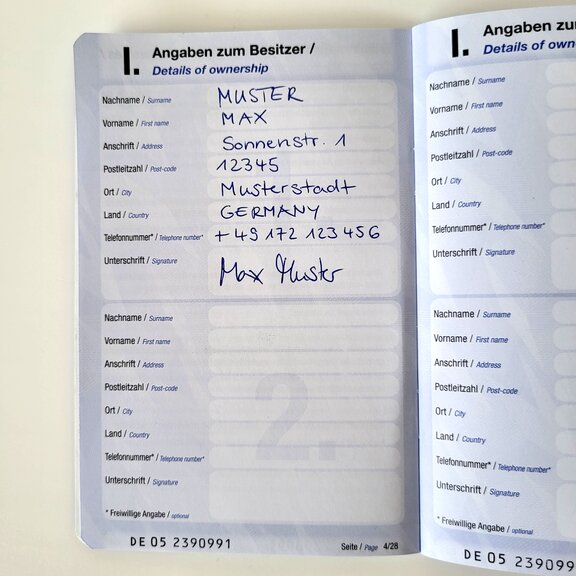 I. Angaben zum Besitzer /
Details of ownership
Nachname / Surname MUSTER
Vorname / First name MAX
Anschrift / Address Sonnenstr. 1
Postleitzahl / Post-code 12345
Ort / City Musterstadt
Land / Country GERMANY
Telefonnummer* / Telephone number* +49 172 123 456
Unterschrift / Signature Max Muster
2.
Nachname / Surname
Vorname / First name
Anschrift / Address
Postleitzahl / Post-code
Ort / City
Land / Country
Telefonnummer* / Telephone number*
Unterschrift / Signature
* Freiwillige Angabe / optional
DE 05 2390991
Seite / Page 4/28
I. Angaben zu
Details of own
Nachname / Surname
Vorname / First name
Anschrift / Address
Postleitzahl / Post-code
Ort / City
Land / Country
Telefonnummer* / Telephone number*
Unterschrift / Signature
Nachname / Surname
Vorname / First name
Anschrift / Address
Postleitzahl / Post-code
Ort / City
Land / Country
Telefonnummer* / Telephone number*
Unterschrift / Signature
* Freiwillige Angabe / optional
DE 05 239099